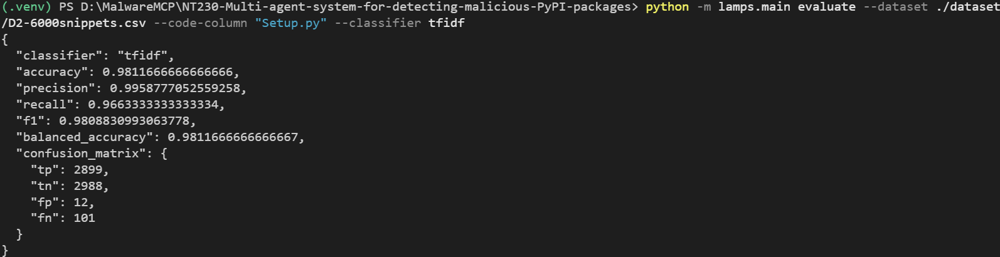 (.venv) PS D:\MalwareMCP\NT230-Multi-agent-system-for-detecting-malicious-PyPI-packages> python -m lamps.main evaluate --dataset ./dataset
/D2-6000snippets.csv --code-column "Setup.py" --classifier tfidf
{
  "classifier": "tfidf",
  "accuracy": 0.9811666666666666,
  "precision": 0.9958777052559258,
  "recall": 0.9663333333333334,
  "f1": 0.9808830993063778,
  "balanced_accuracy": 0.9811666666666667,
  "confusion_matrix": {
    "tp": 2899,
    "tn": 2988,
    "fp": 12,
    "fn": 101
  }
}